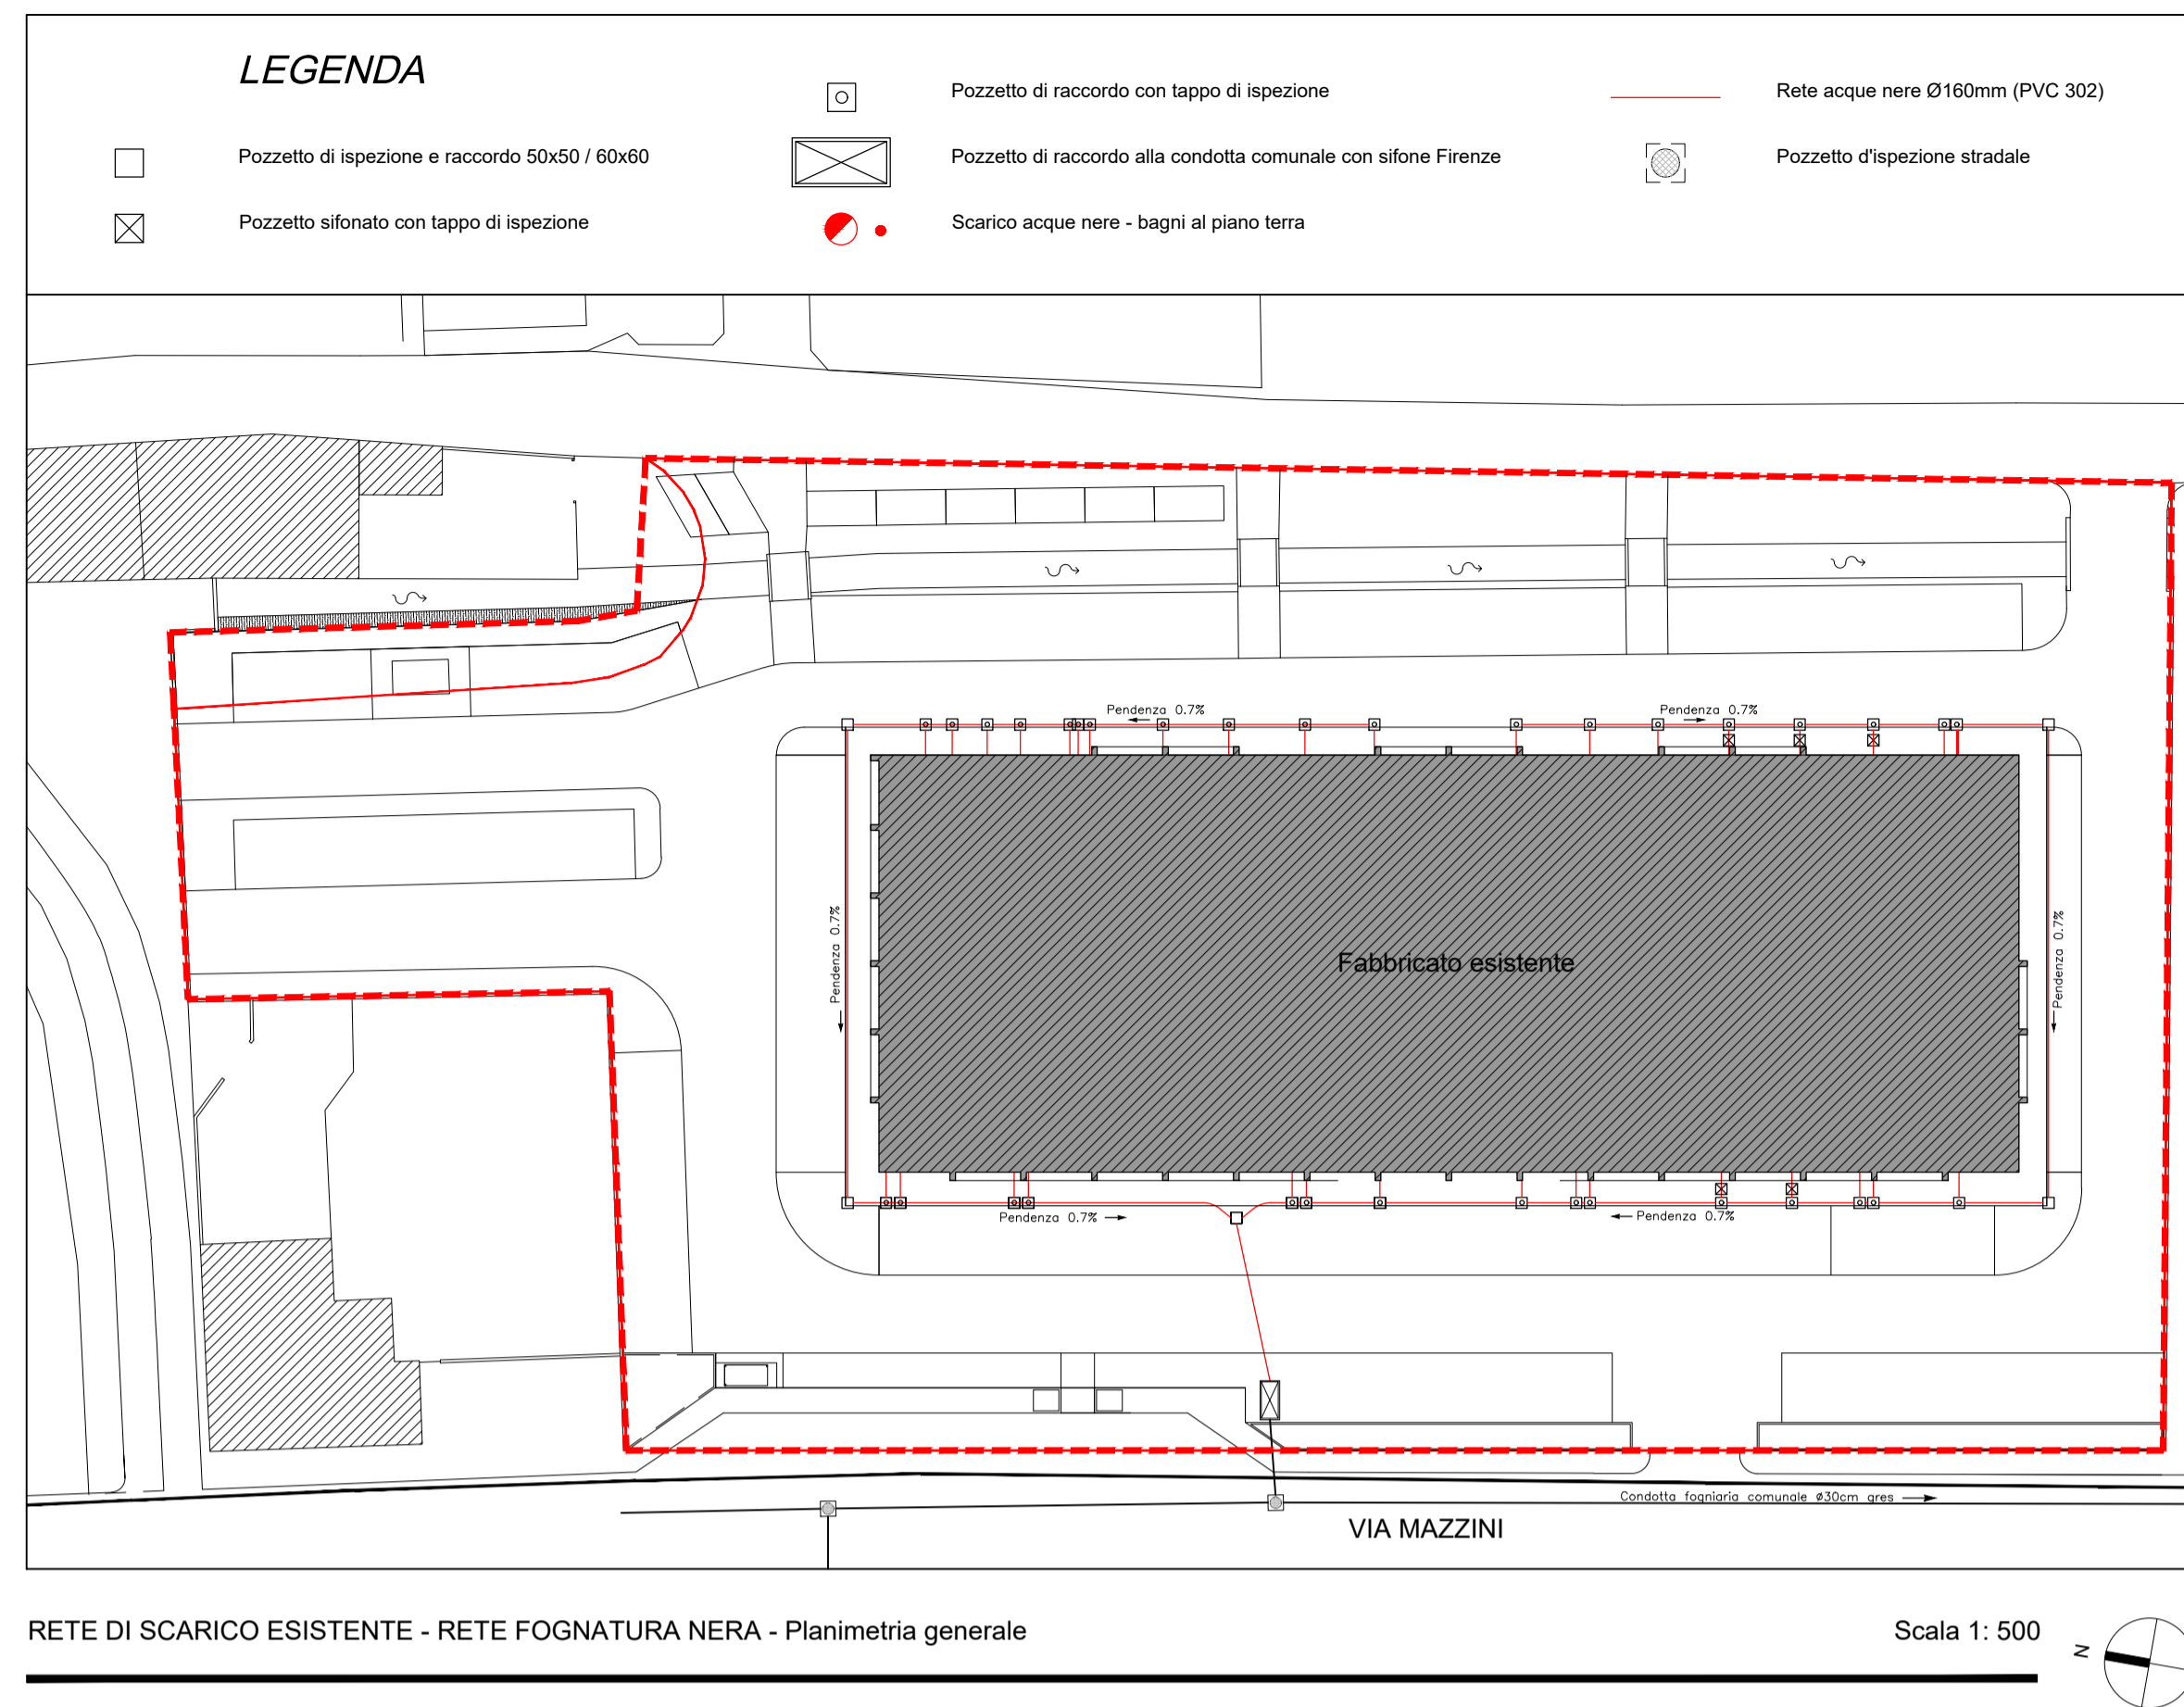 LEGENDA
Pozzetto di raccordo con tappo di ispezione
Rete acque nere Ø160mm (PVC 302)
Pozzetto di ispezione e raccordo 50x50 / 60x60
Pozzetto di raccordo alla condotta comunale con sifone Firenze
Pozzetto d'ispezione stradale
Pozzetto sifonato con tappo di ispezione
Scarico acque nere - bagni al piano terra
Pendenza 0.7%
Pendenza 0.7%
Pendenza 0.7%
Fabbricato esistente
Pendenza 0.7%
Pendenza 0.7%
Pendenza 0.7%
Condotta fogniaria comunale ø30cm gres
VIA MAZZINI
RETE DI SCARICO ESISTENTE - RETE FOGNATURA NERA - Planimetria generale
Scala 1: 500
N